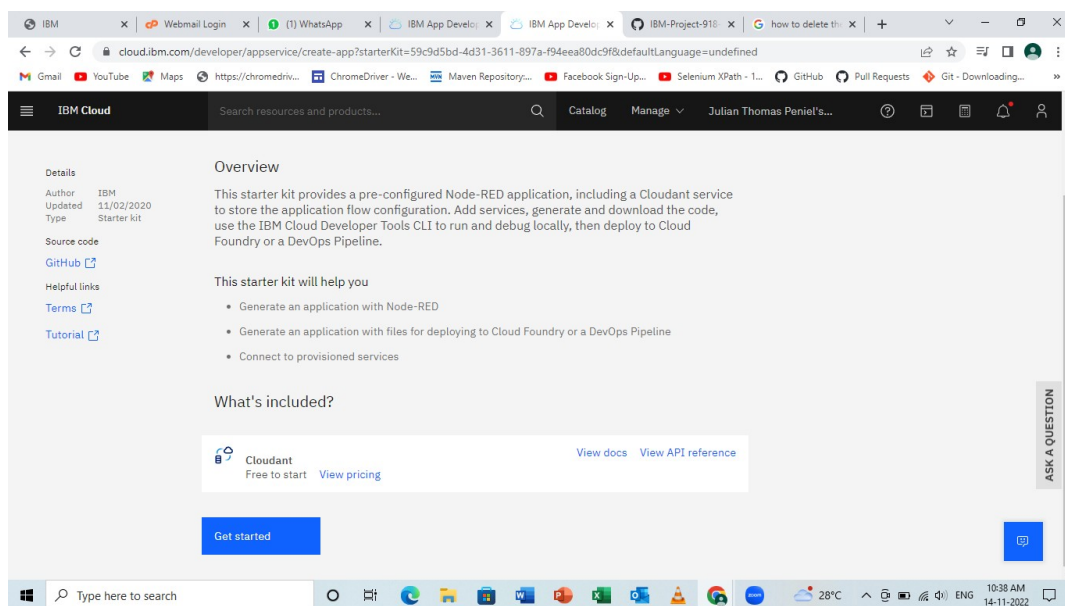 IBM
Webmail Login
(1) WhatsApp
IBM App Develo
IBM App Develo
IBM-Project-918
how to delete th
cloud.ibm.com/developer/appservice/create-app?starterKit=59c9d5bd-4d31-3611-897a-f94eea80dc9f&defaultLanguage=undefined
Gmail
YouTube
Maps
https://chromedriv...
ChromeDriver - We...
Maven Repository:...
Facebook Sign-Up...
Selenium XPath - 1...
GitHub
Pull Requests
Git - Downloading...
IBM Cloud
Search resources and products...
Catalog
Manage
Julian Thomas Peniel's...
Details
Author IBM
Updated 11/02/2020
Type Starter kit
Source code
GitHub
Helpful links
Terms
Tutorial
Overview
This starter kit provides a pre-configured Node-RED application, including a Cloudant service
to store the application flow configuration. Add services, generate and download the code,
use the IBM Cloud Developer Tools CLI to run and debug locally, then deploy to Cloud
Foundry or a DevOps Pipeline.
This starter kit will help you
• Generate an application with Node-RED
• Generate an application with files for deploying to Cloud Foundry or a DevOps Pipeline
• Connect to provisioned services
What's included?
Cloudant
Free to start View pricing
View docs View API reference
Get started
ASK A QUESTION
Type here to search
28°C
ENG
10:38 AM
14-11-2022